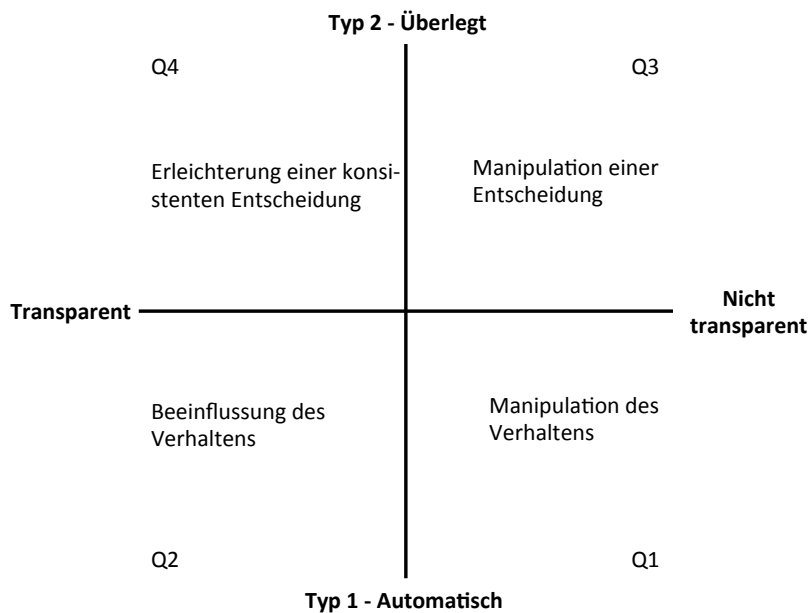 Typ 2 - Überlegt
Q4
Q3
Erleichterung einer konsi-
stenten Entscheidung
Manipulation einer
Entscheidung
Transparent
Nicht
transparent
Beeinflussung des
Verhaltens
Manipulation des
Verhaltens
Q2
Q1
Typ 1 - Automatisch